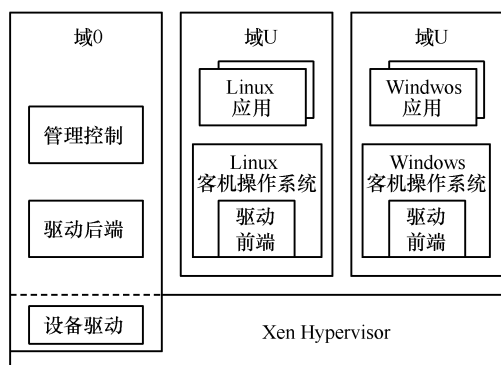 域0
管理控制
驱动后端
设备驱动
域U
Linux
应用
Linux
客机操作系统
驱动
前端
域U
Windwos
应用
Windows
客机操作系统
驱动
前端
Xen Hypervisor